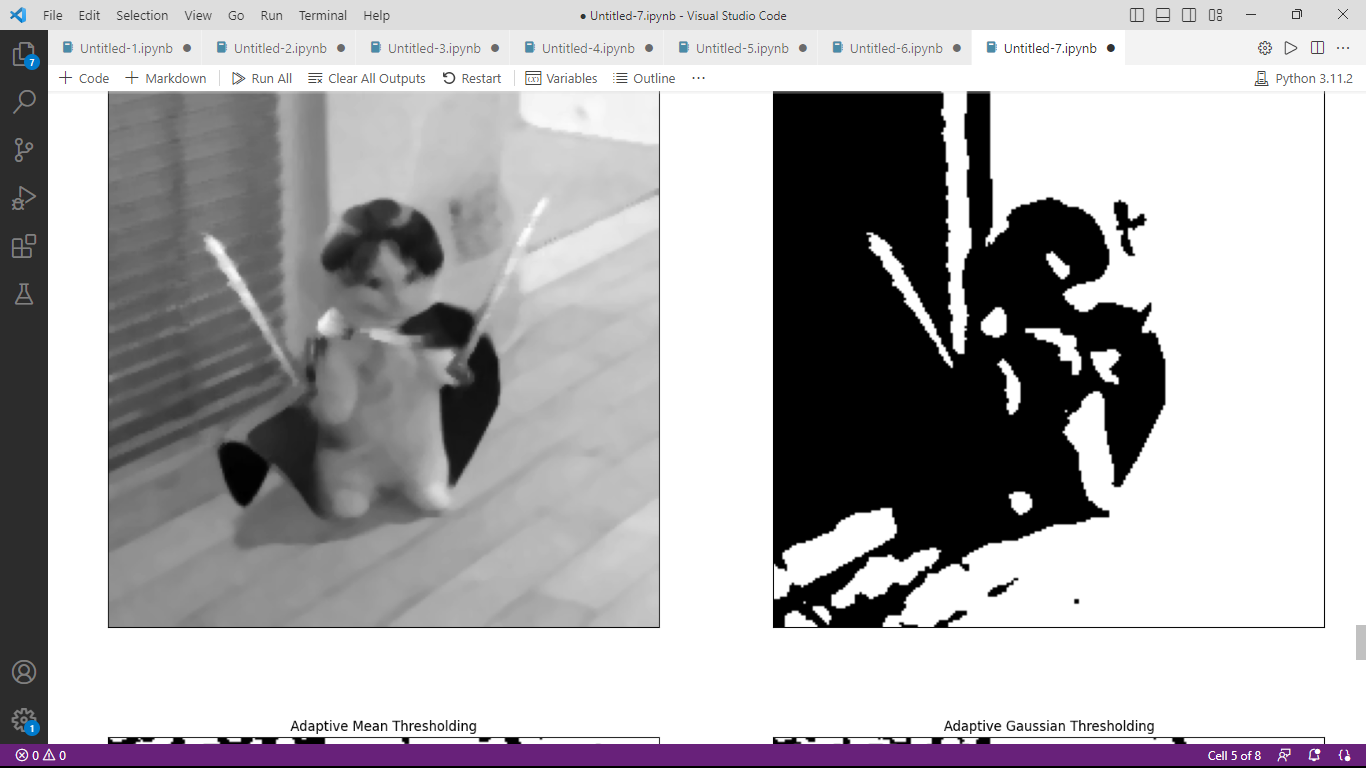 File Edit Selection View Go Run Terminal Help
● Untitled-7.ipynb - Visual Studio Code
Untitled-1.ipynb ● Untitled-2.ipynb ● Untitled-3.ipynb ● Untitled-4.ipynb ● Untitled-5.ipynb ● Untitled-6.ipynb ● Untitled-7.ipynb ●
+ Code + Markdown Run All Clear All Outputs Restart Variables Outline ··· Python 3.11.2
7
Adaptive Mean Thresholding Adaptive Gaussian Thresholding
1
0 0 Cell 5 of 8